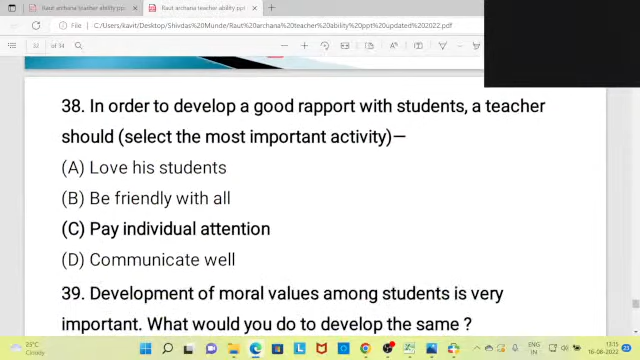 Raut archana teacher ability ppt
Raut archana teacher ability ppt
File | C:/Users/kavit/Desktop/Shivdas%20Munde/Raut%20archana%20teacher%20ability%20ppt%20updated%202022.pdf
32 of 34
38. In order to develop a good rapport with students, a teacher
should (select the most important activity)—
(A) Love his students
(B) Be friendly with all
(C) Pay individual attention
(D) Communicate well
39. Development of moral values among students is very
important. What would you do to develop the same ?
25°C
Cloudy
ENG
IN
13:15
16-08-2022